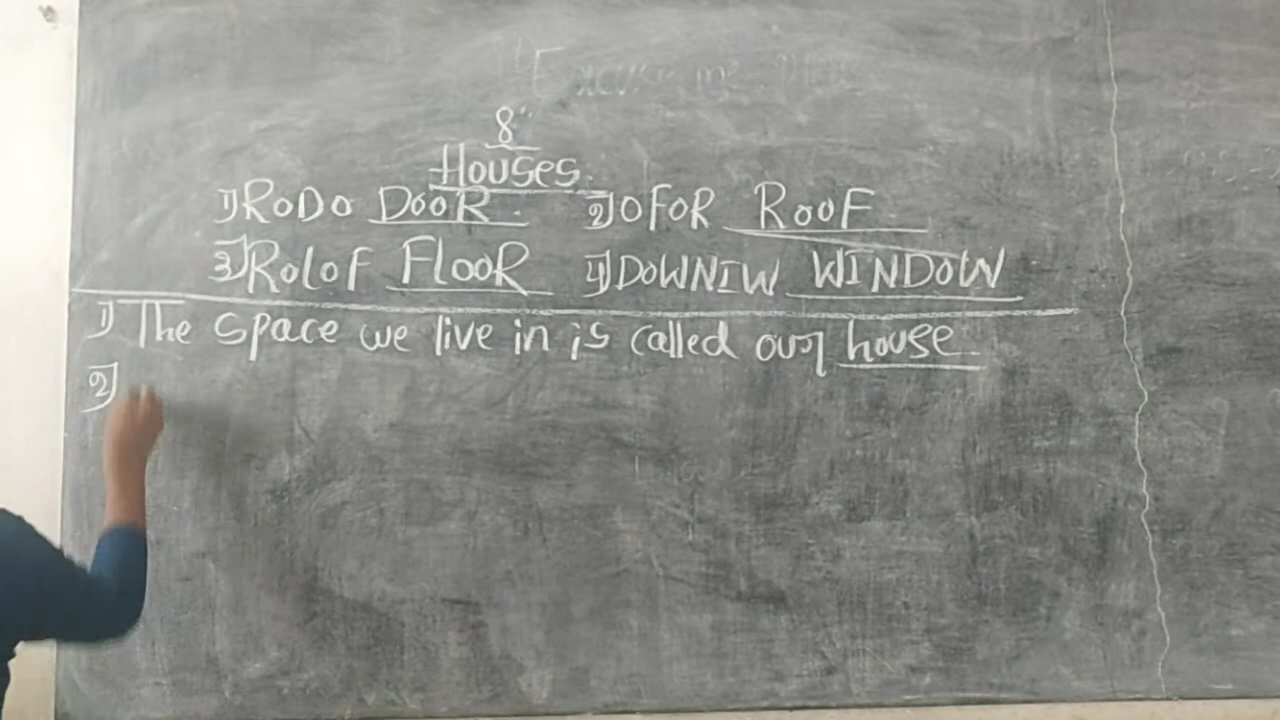 8
Houses.
1] RODO DOOR. 2] OFOR ROOF
3] ROLOF FLOOR 4] DOWNIW WINDOW
1] The space we live in is called our house.
2]